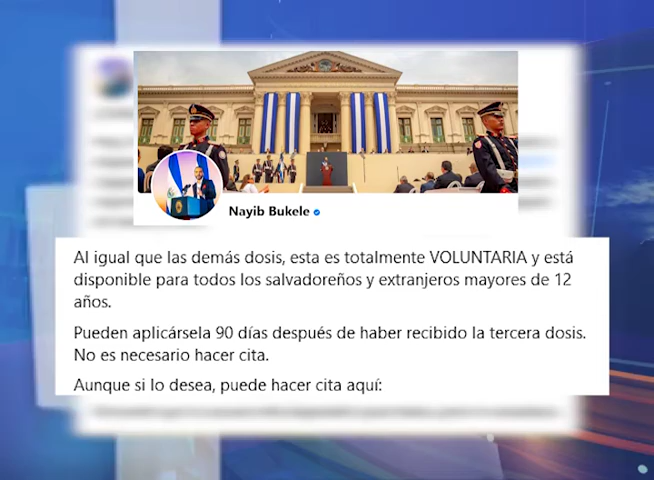 Nayib Bukele
Al igual que las demás dosis, esta es totalmente VOLUNTARIA y está
disponible para todos los salvadoreños y extranjeros mayores de 12
años.
Pueden aplicársela 90 días después de haber recibido la tercera dosis.
No es necesario hacer cita.
Aunque si lo desea, puede hacer cita aquí: